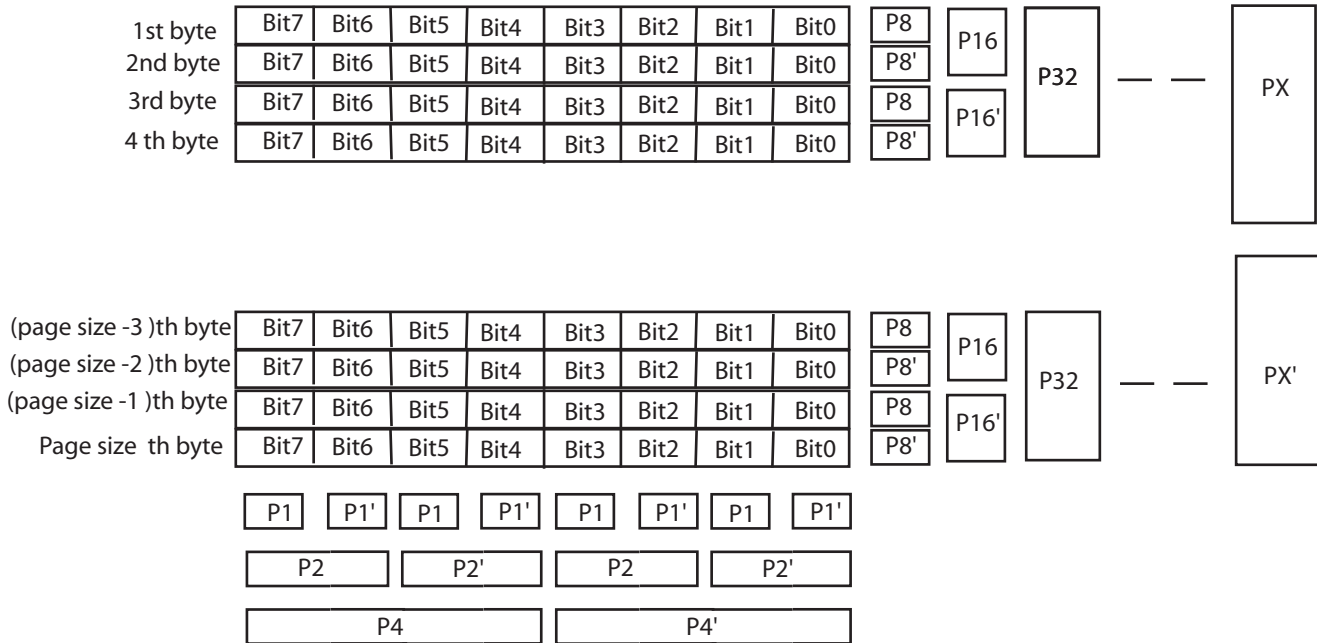 1st byte Bit7 Bit6 Bit5 Bit4 Bit3 Bit2 Bit1 Bit0 P8 P16 P32 PX
2nd byte Bit7 Bit6 Bit5 Bit4 Bit3 Bit2 Bit1 Bit0 P8'
3rd byte Bit7 Bit6 Bit5 Bit4 Bit3 Bit2 Bit1 Bit0 P8 P16'
4 th byte Bit7 Bit6 Bit5 Bit4 Bit3 Bit2 Bit1 Bit0 P8'
(page size -3 )th byte Bit7 Bit6 Bit5 Bit4 Bit3 Bit2 Bit1 Bit0 P8 P16 P32 PX'
(page size -2 )th byte Bit7 Bit6 Bit5 Bit4 Bit3 Bit2 Bit1 Bit0 P8'
(page size -1 )th byte Bit7 Bit6 Bit5 Bit4 Bit3 Bit2 Bit1 Bit0 P8 P16'
Page size th byte Bit7 Bit6 Bit5 Bit4 Bit3 Bit2 Bit1 Bit0 P8'
P1 P1' P1 P1' P1 P1' P1 P1'
P2 P2' P2 P2'
P4 P4'